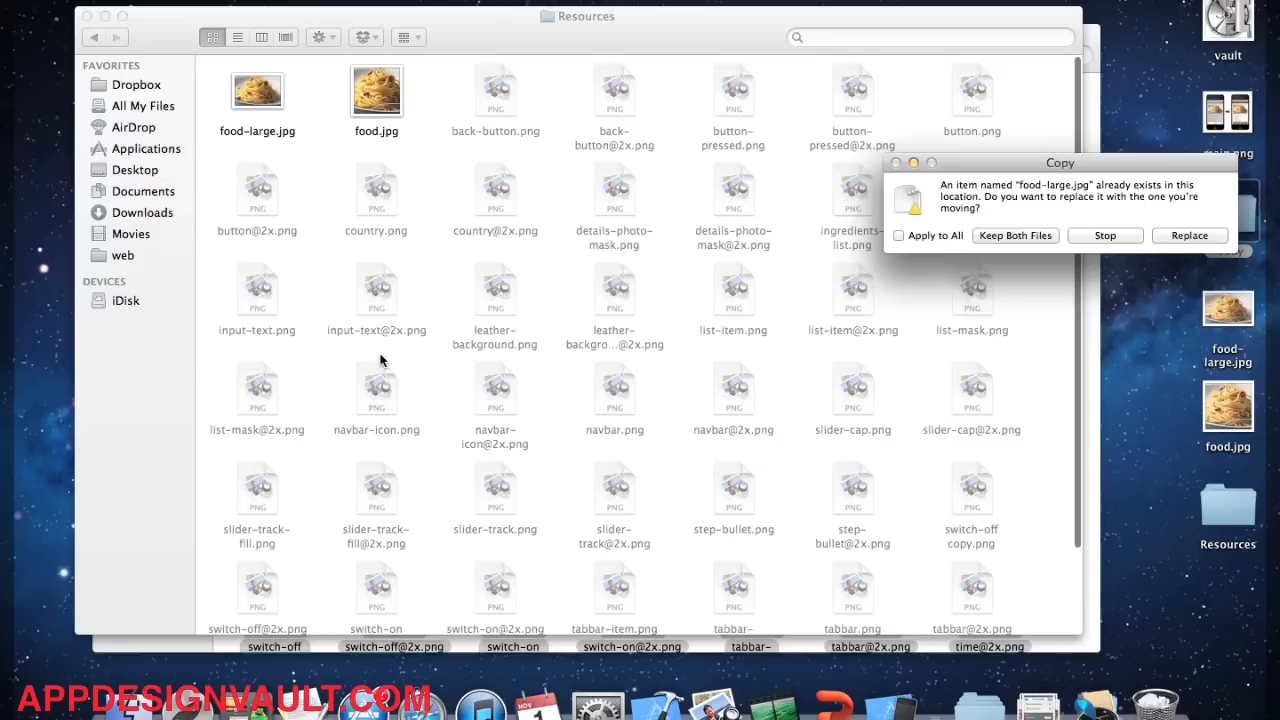 Resources
FAVORITES
Dropbox
All My Files
AirDrop
Applications
Desktop
Documents
Downloads
Movies
web
DEVICES
iDisk
food-large.jpg
food.jpg
back-button.png
back-
button@2x.png
button-
pressed.png
button-
pressed@2x.png
button.png
button@2x.png
country.png
country@2x.png
details-photo-
mask.png
details-photo-
mask@2x.png
ingredients-
list.png
input-text.png
input-text@2x.png
leather-
background.png
leather-
backgro...@2x.png
list-item.png
list-item@2x.png
list-mask.png
list-mask@2x.png
navbar-icon.png
navbar-
icon@2x.png
navbar.png
navbar@2x.png
slider-cap.png
slider-cap@2x.png
slider-track-
fill.png
slider-track-
fill@2x.png
slider-track.png
slider-
track@2x.png
step-bullet.png
step-
bullet@2x.png
switch-off
copy.png
switch-off@2x.png
switch-on
switch-on@2x.png
tabbar-item.png
tabbar-
tabbar.png
tabbar@2x.png
switch-off
switch-off@2x.png
switch-on
switch-on@2x.png
tabbar-
tabbar@2x.png
time@2x.png
Copy
An item named “food-large.jpg” already exists in this
location. Do you want to replace it with the one you’re
moving?
Apply to All
Keep Both Files
Stop
Replace
vault
main.png
food-
large.jpg
food.jpg
Resources
NOV
1
APPDESIGNVAULT.COM